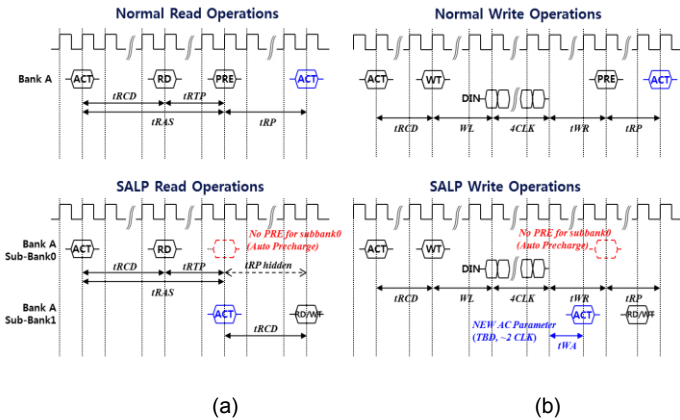 Normal Read Operations
Bank A
ACT
RD
PRE
ACT
tRCD
tRTP
tRAS
tRP
Normal Write Operations
ACT
WT
PRE
ACT
DIN
tRCD
WL
4CLK
tWR
tRP
SALP Read Operations
Bank A
Sub-Bank0
ACT
RD
No PRE for subbank0
(Auto Precharge)
tRCD
tRTP
tRP hidden
tRAS
Bank A
Sub-Bank1
ACT
RD/WT
tRCD
SALP Write Operations
ACT
WT
No PRE for subbank0
(Auto Precharge)
DIN
tRCD
WL
4CLK
tWR
tRP
NEW AC Parameter
(TBD, ~2 CLK)
ACT
RD/WT
tWA
(a)
(b)